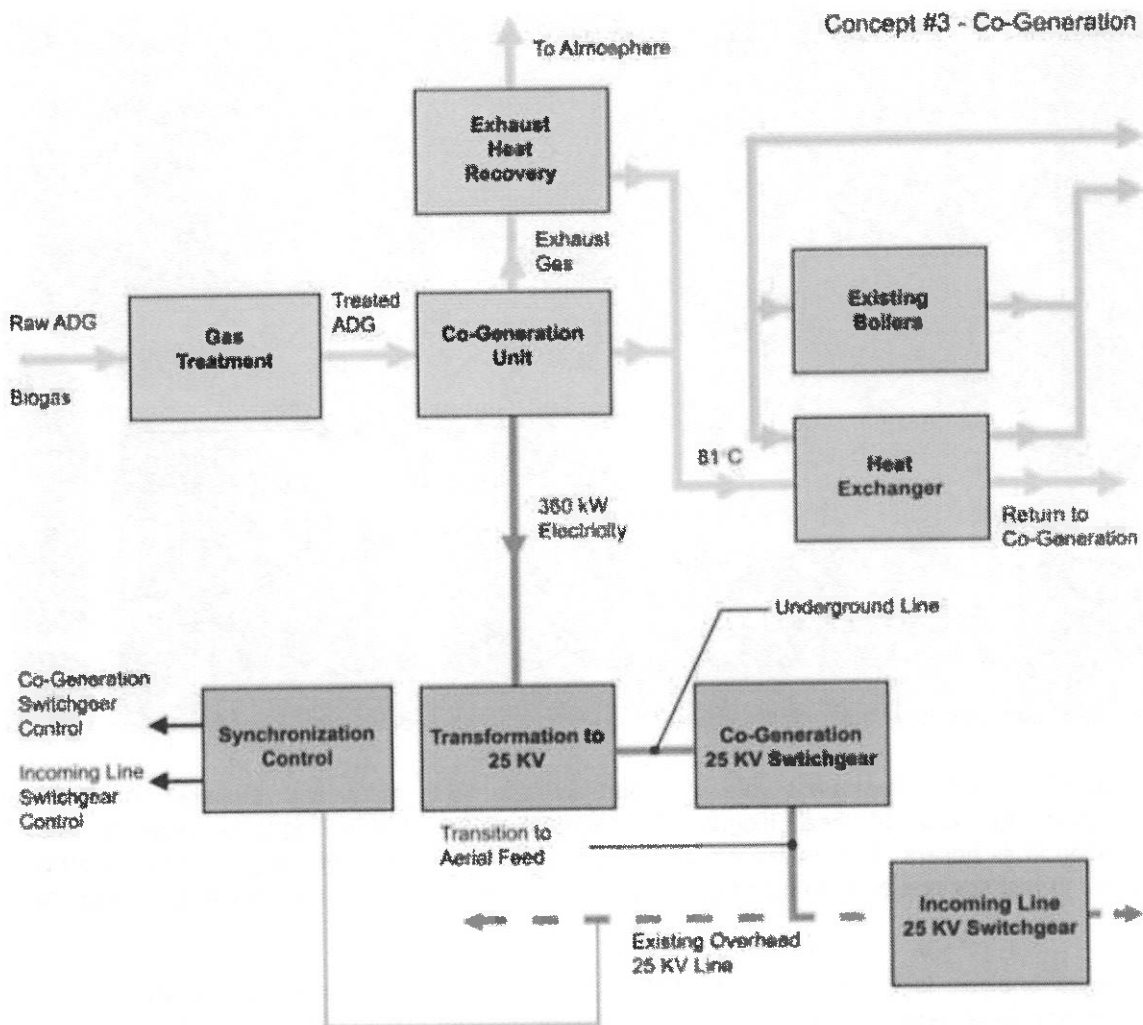 Concept #3 - Co-Generation
To Atmosphere
Exhaust
Heat
Recovery
Exhaust
Gas
Raw ADG
Biogas
Gas
Treatment
Treated
ADG
Co-Generation
Unit
Existing
Boilers
81°C
Heat
Exchanger
Return to
Co-Generation
360 kW
Electricity
Underground Line
Co-Generation
Switchgear
Control
Incoming Line
Switchgear
Control
Synchronization
Control
Transformation to
25 KV
Co-Generation
25 KV Swtichgear
Transition to
Aerial Feed
Existing Overhead
25 KV Line
Incoming Line
25 KV Switchgear